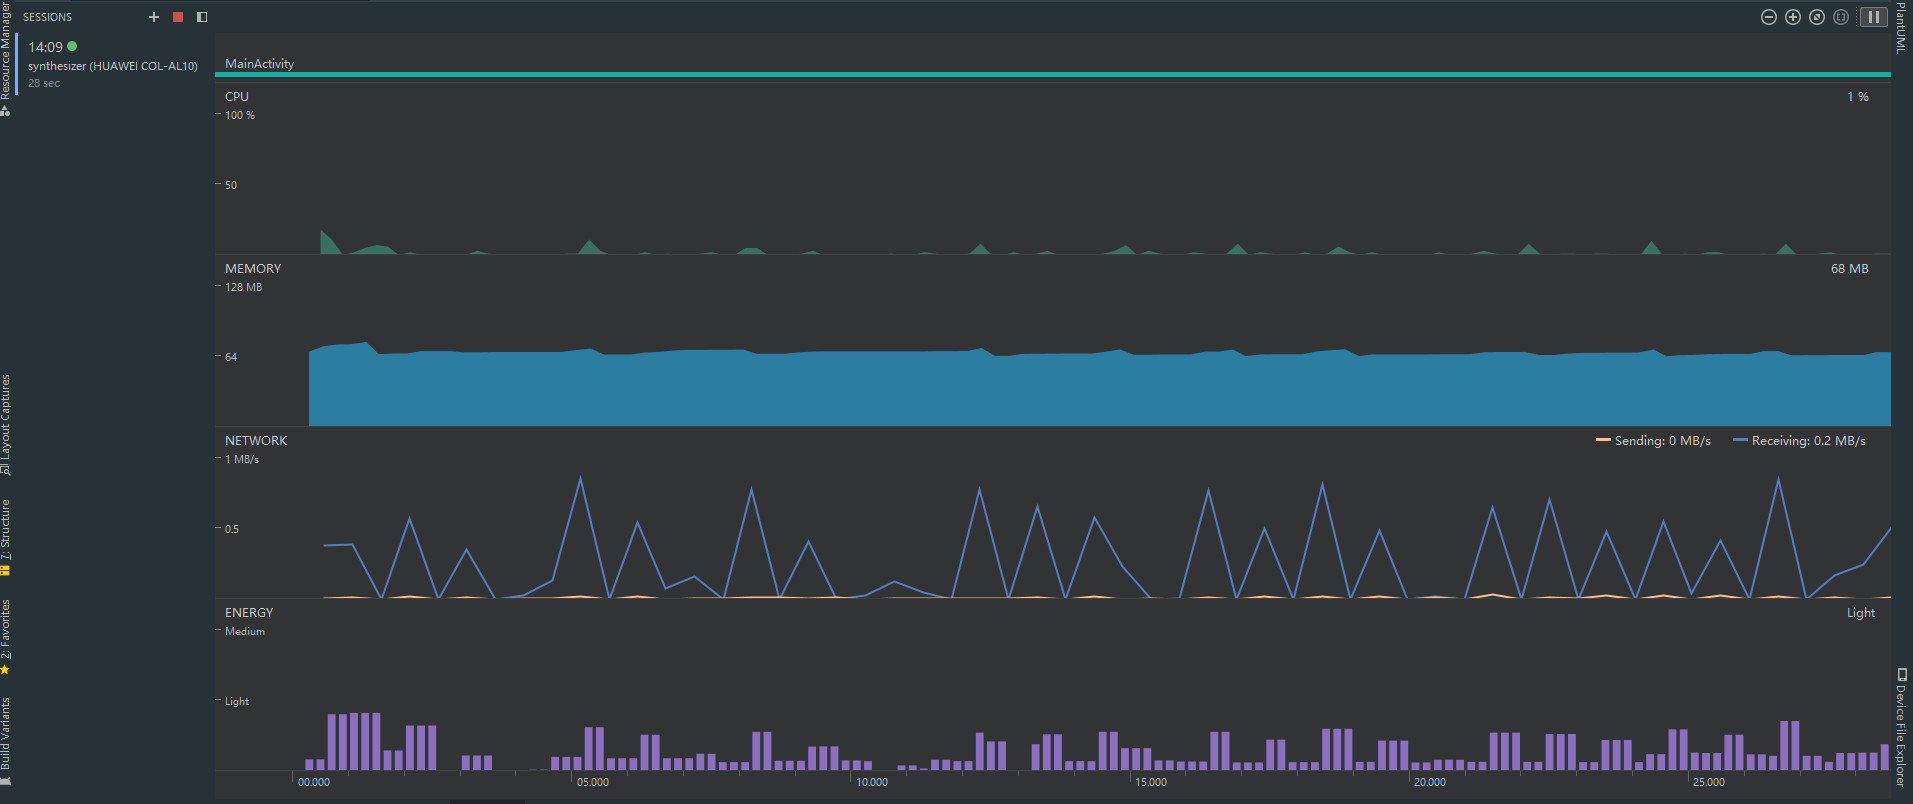 SESSIONS
14:09
synthesizer (HUAWEI COL-AL10)
28 sec
Resource Manager
Layout Captures
7: Structure
2: Favorites
Build Variants
PlantUML
Device File Explorer
MainActivity
CPU
1 %
100 %
50
MEMORY
68 MB
128 MB
64
NETWORK
Sending: 0 MB/s
Receiving: 0.2 MB/s
1 MB/s
0.5
ENERGY
Light
Medium
Light
00.000
05.000
10.000
15.000
20.000
25.000